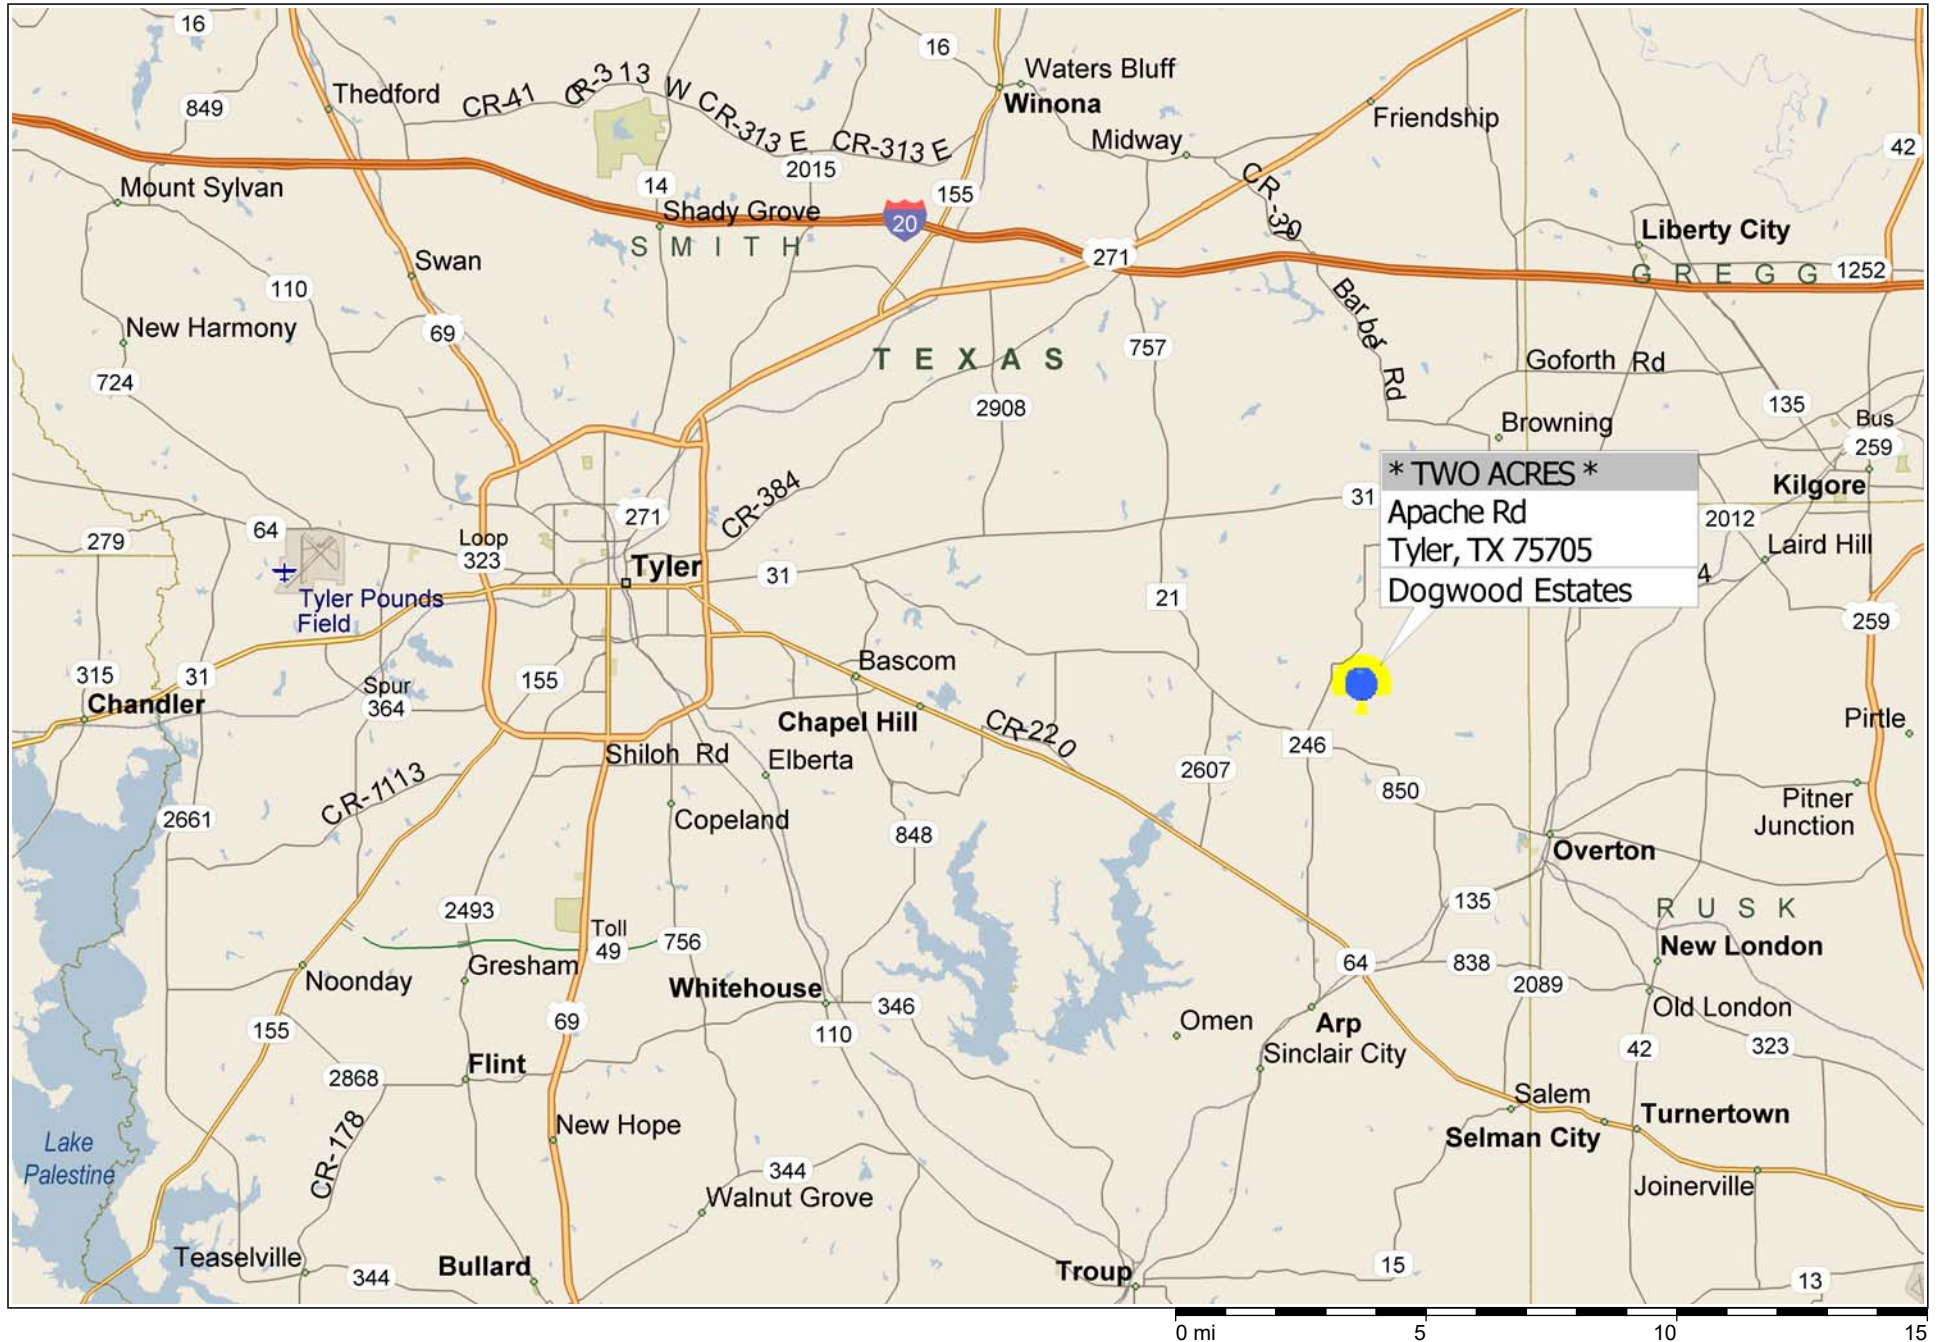 16
16
Waters Bluff
Thedford
CR-41
CR-313
W CR-313 E
CR-313 E
Winona
Friendship
849
Midway
42
2015
Mount Sylvan
14
155
CR-3
Shady Grove
20
SMITH
Liberty City
271
GREGG
1252
Swan
110
Barber Rd
New Harmony
69
TEXAS
757
Goforth Rd
724
2908
135
Browning
Bus
259
* TWO ACRES *
Kilgore
CR-384
31
Apache Rd
2012
271
64
279
Loop
323
Tyler, TX 75705
Laird Hill
Tyler
31
4
Tyler Pounds
Field
21
Dogwood Estates
259
315
31
155
Bascom
Spur
364
Chandler
Chapel Hill
CR-220
Pirtle
Shiloh Rd
Elberta
246
2607
CR-1113
850
2661
Copeland
848
Pitner
Junction
Overton
2493
135
RUSK
Toll
49
756
New London
Noonday
Gresham
64
838
Whitehouse
2089
346
Old London
155
69
110
Omen
Arp
Sinclair City
42
323
2868
Flint
Salem
Turnertown
New Hope
Selman City
CR-178
Lake
Palestine
344
Walnut Grove
Joinerville
Teaselville
344
Bullard
Troup
15
13
0 mi
5
10
15